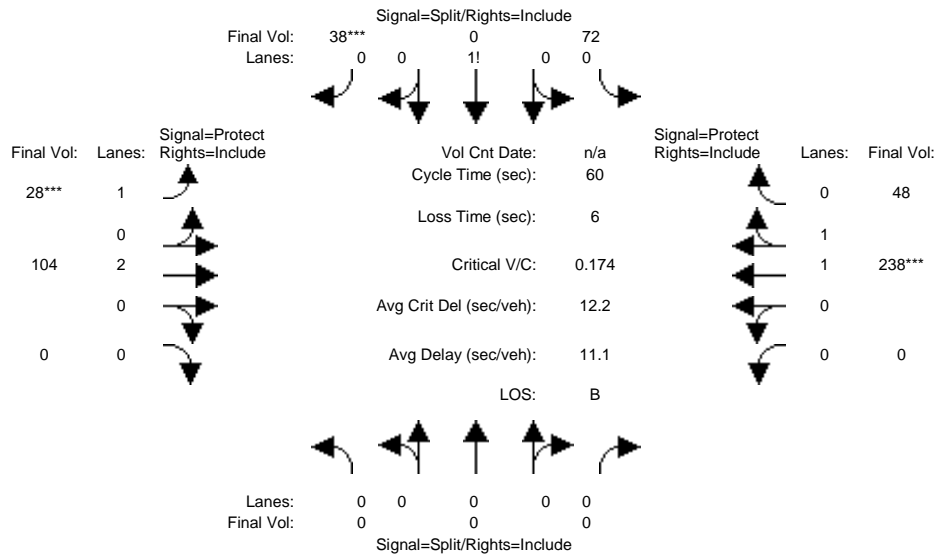 Signal=Split/Rights=Include
Final Vol: 38*** 0 72
Lanes: 0 0 1! 0 0
Signal=Protect
Final Vol: Lanes: Rights=Include
Vol Cnt Date: n/a
Signal=Protect
Rights=Include Lanes: Final Vol:
Cycle Time (sec): 60
28*** 1
0 48
Loss Time (sec): 6
0
1
104 2
Critical V/C: 0.174
1 238***
0
Avg Crit Del (sec/veh): 12.2
0
0 0
Avg Delay (sec/veh): 11.1
0 0
LOS: B
Lanes: 0 0 0 0 0
Final Vol: 0 0 0
Signal=Split/Rights=Include